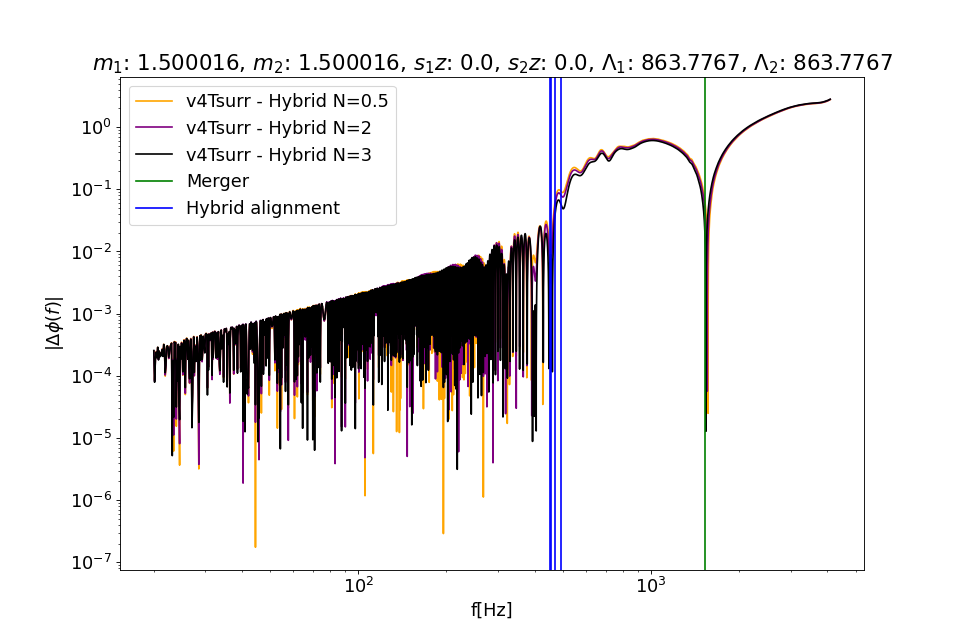 m₁: 1.500016, m₂: 1.500016, s₁z: 0.0, s₂z: 0.0, Λ₁: 863.7767, Λ₂: 863.7767
v4Tsurr - Hybrid N=0.5
v4Tsurr - Hybrid N=2
v4Tsurr - Hybrid N=3
Merger
Hybrid alignment
10⁰
10⁻¹
10⁻²
10⁻³
10⁻⁴
10⁻⁵
10⁻⁶
10⁻⁷
|Δϕ(f)|
10² 10³
f[Hz]